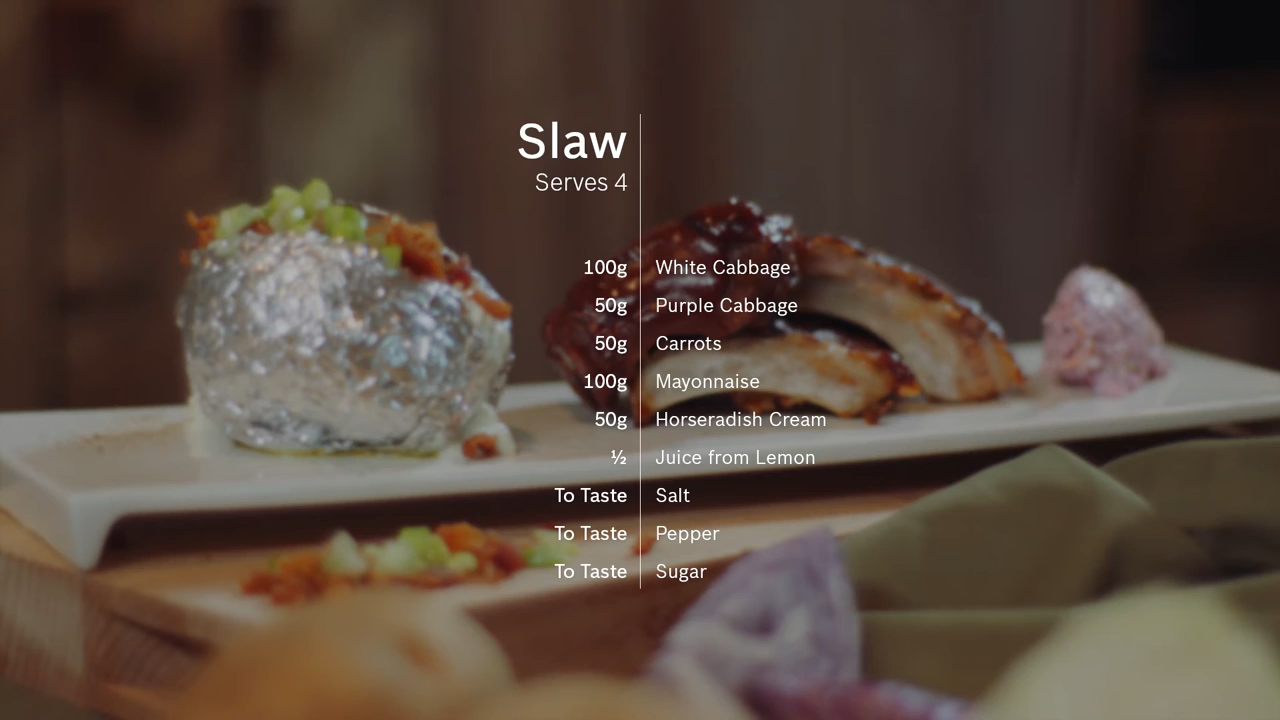 Slaw
Serves 4
100g White Cabbage
50g Purple Cabbage
50g Carrots
100g Mayonnaise
50g Horseradish Cream
½ Juice from Lemon
To Taste Salt
To Taste Pepper
To Taste Sugar